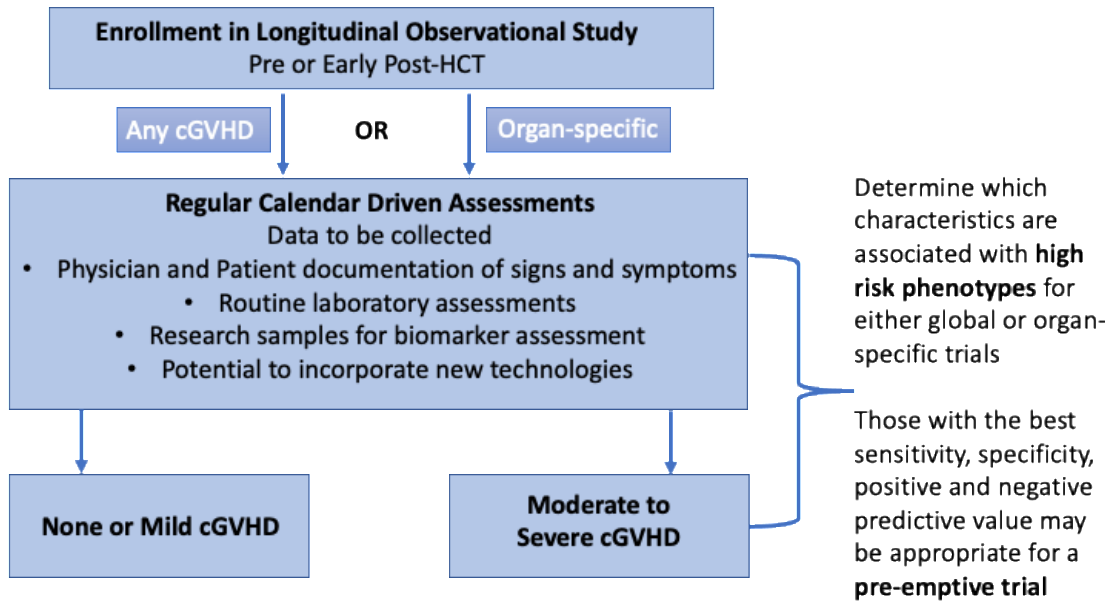 Enrollment in Longitudinal Observational Study
Pre or Early Post-HCT
Any cGVHD
OR
Organ-specific
Regular Calendar Driven Assessments
Data to be collected
• Physician and Patient documentation of signs and symptoms
• Routine laboratory assessments
• Research samples for biomarker assessment
• Potential to incorporate new technologies
None or Mild cGVHD
Moderate to
Severe cGVHD
Determine which
characteristics are
associated with high
risk phenotypes for
either global or organ-
specific trials
Those with the best
sensitivity, specificity,
positive and negative
predictive value may
be appropriate for a
pre-emptive trial